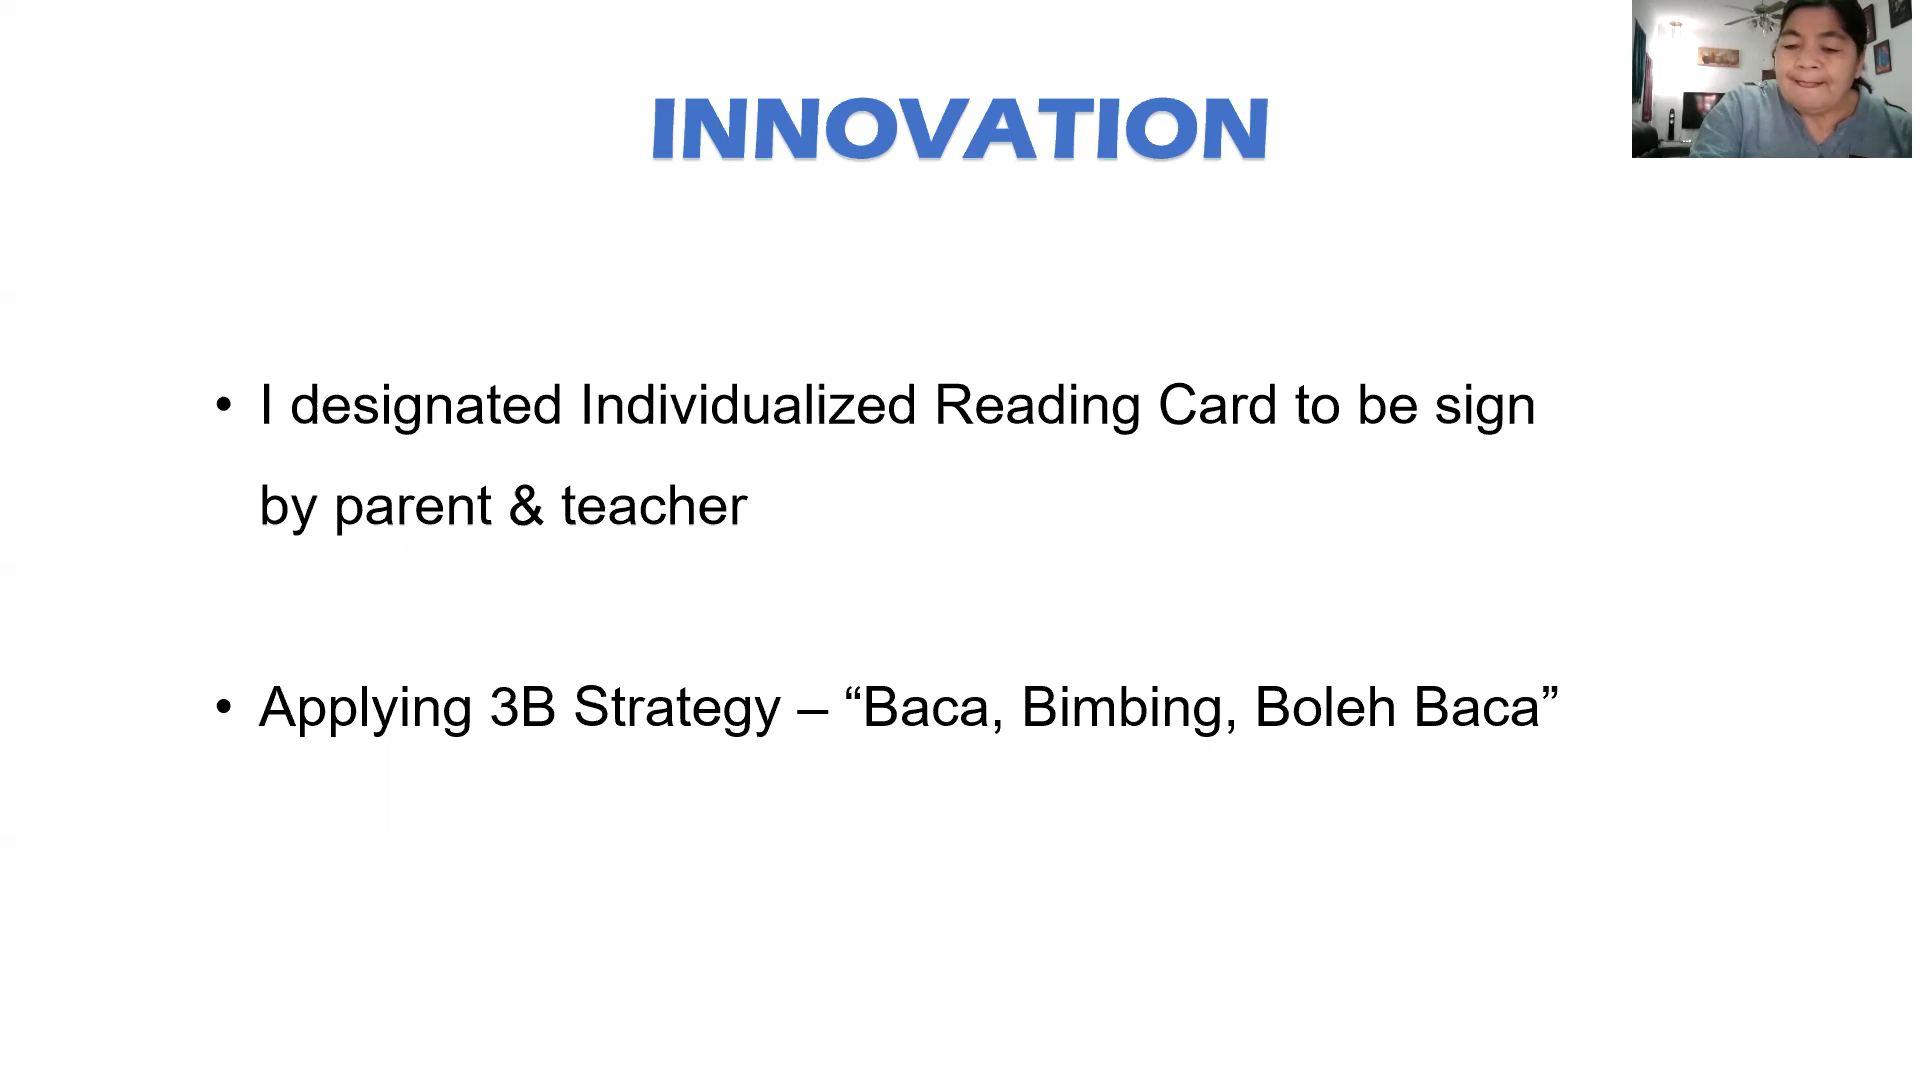 INNOVATION
• I designated Individualized Reading Card to be sign
by parent & teacher
• Applying 3B Strategy – “Baca, Bimbing, Boleh Baca”